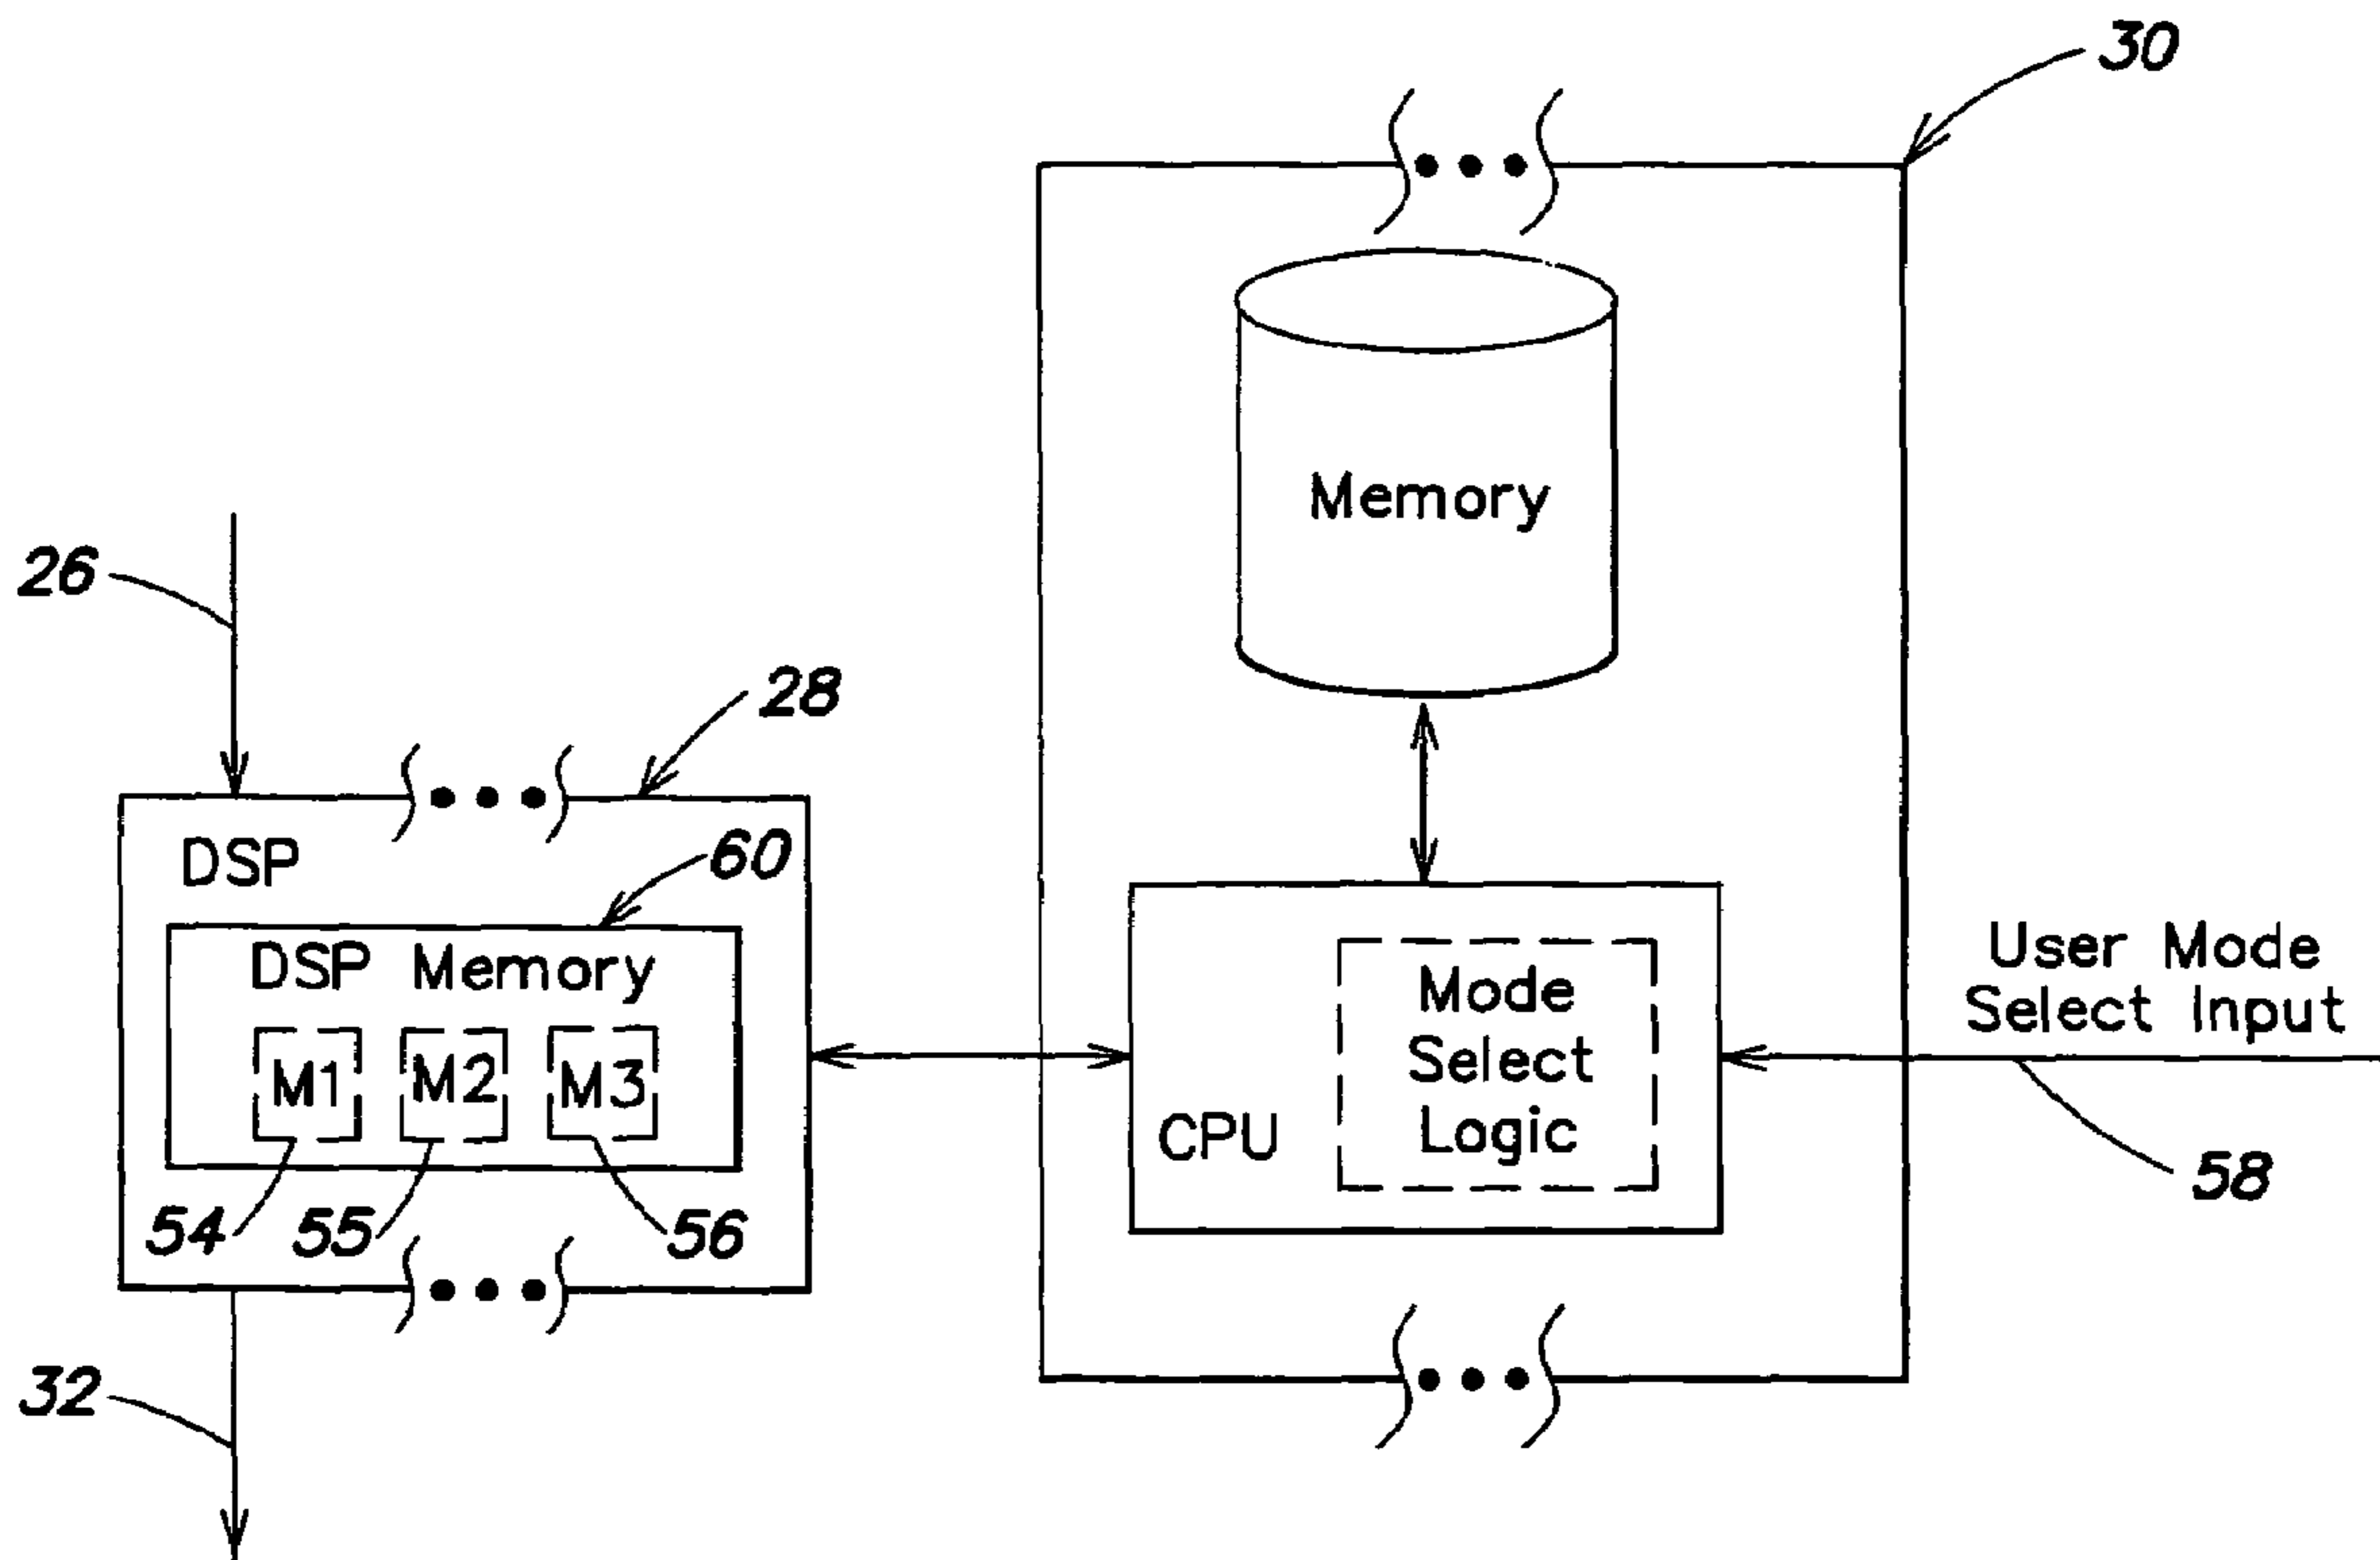 30
Memory
26
28
DSP
60
DSP Memory
M1 M2 M3
54 55 56
32
CPU
Mode
Select
Logic
User Mode
Select Input
58